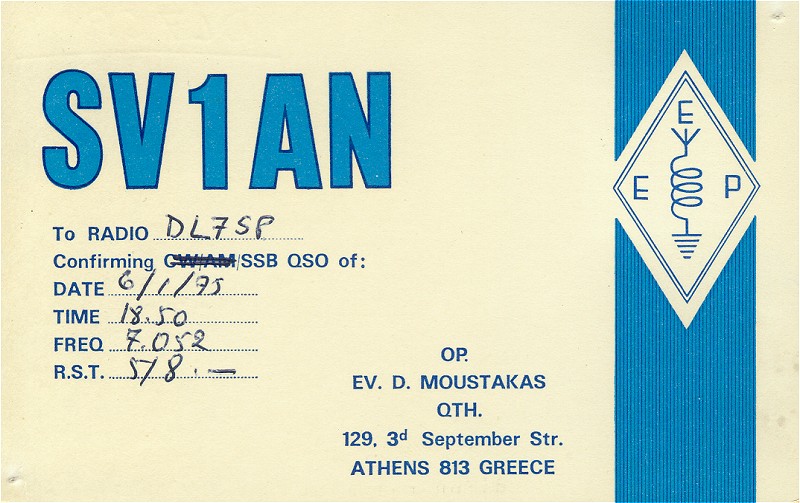 SV1AN
To RADIO DL7SP
Confirming CW/AM/SSB QSO of:
DATE 6/1/75
TIME 18.50
FREQ 7.052
R.S.T. 5/8.—
E
E P
OP.
EV. D. MOUSTAKAS
QTH.
129, 3d September Str.
ATHENS 813 GREECE